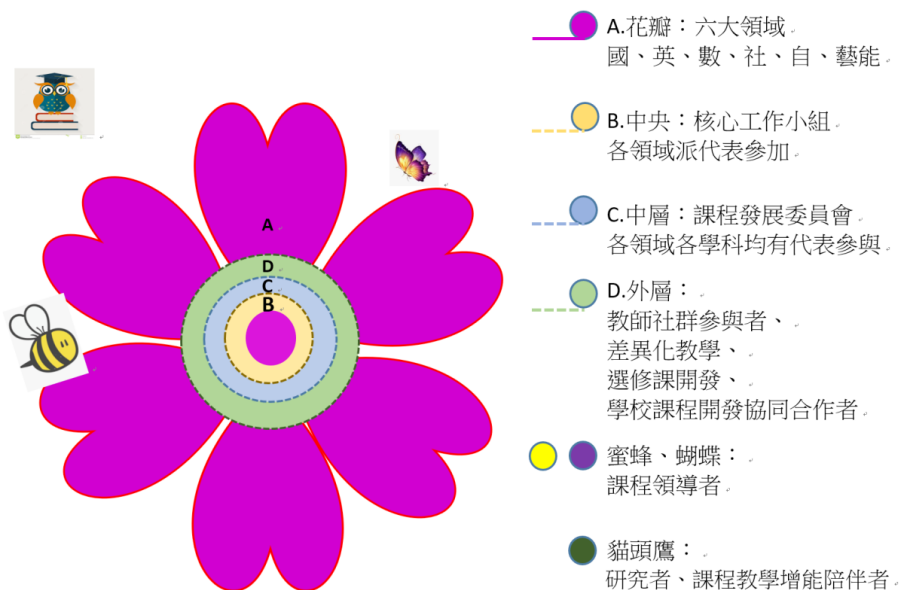 A
D
C
B
A.花瓣：六大領域
國、英、數、社、自、藝能
B.中央：核心工作小組
各領域派代表參加
C.中層：課程發展委員會
各領域各學科均有代表參與
D.外層：
教師社群參與者、
差異化教學、
選修課開發、
學校課程開發協同合作者
蜜蜂、蝴蝶：
課程領導者
貓頭鷹：
研究者、課程教學增能陪伴者